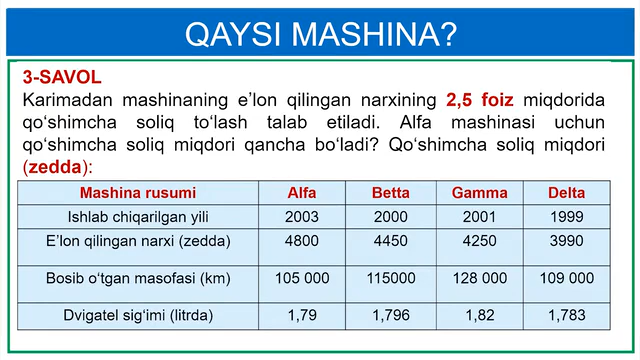 QAYSI MASHINA?
3-SAVOL
Karimadan mashinaning e’lon qilingan narxining 2,5 foiz miqdorida
qo‘shimcha soliq to‘lash talab etiladi. Alfa mashinasi uchun
qo‘shimcha soliq miqdori qancha bo‘ladi? Qo‘shimcha soliq miqdori
(zedda):
Mashina rusumi Alfa Betta Gamma Delta
Ishlab chiqarilgan yili 2003 2000 2001 1999
E’lon qilingan narxi (zedda) 4800 4450 4250 3990
Bosib o‘tgan masofasi (km) 105 000 115000 128 000 109 000
Dvigatel sig‘imi (litrda) 1,79 1,796 1,82 1,783